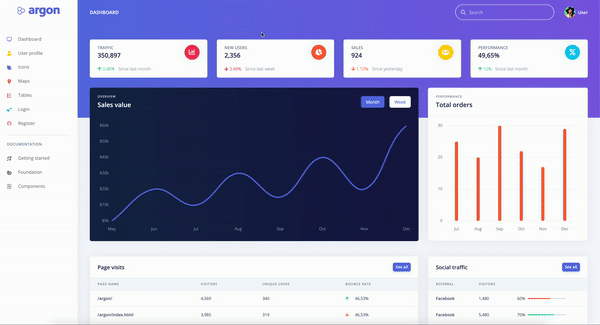 argon
DASHBOARD
Search
User
Dashboard
User profile
Icons
Maps
Tables
Login
Register
DOCUMENTATION
Getting started
Foundation
Components
TRAFFIC
350,897
Since last month
NEW USERS
2,356
3.48% Since last week
SALES
924
1.10% Since yesterday
PERFORMANCE
49,65%
12% Since last month
OVERVIEW
Sales value
Month
Week
$60k
$50k
$40k
$30k
$20k
$10k
$0k
May Jun Jul Aug Sep Oct Nov Dec
PERFORMANCE
Total orders
30
25
20
15
10
5
0
Jul Aug Sep Oct Nov Dec
Page visits
See all
PAGE NAME VISITORS UNIQUE USERS BOUNCE RATE
/argon/ 4,569 340 46,53%
/argon/index.html 3,985 319 46,53%
Social traffic
See all
REFERRAL VISITORS
Facebook 1,480 60%
Facebook 5,480 70%